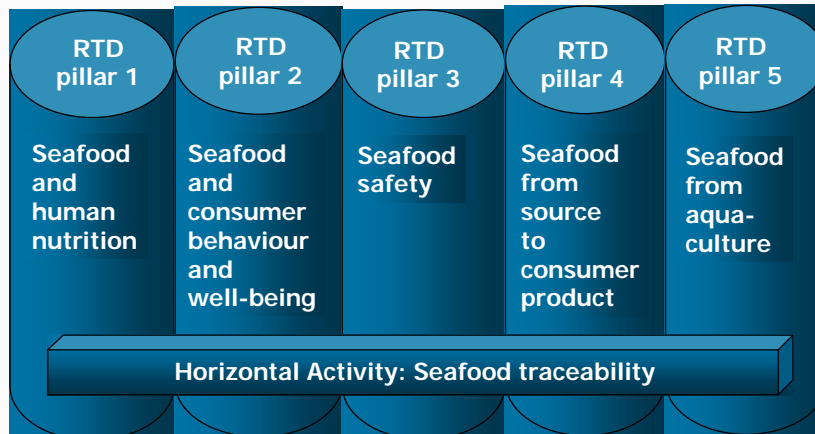 RTD
pillar 1
RTD
pillar 2
RTD
pillar 3
RTD
pillar 4
RTD
pillar 5
Seafood
and
human
nutrition
Seafood
and
consumer
behaviour
and
well-being
Seafood
safety
Seafood
from
source
to
consumer
product
Seafood
from
aqua-
culture
Horizontal Activity: Seafood traceability